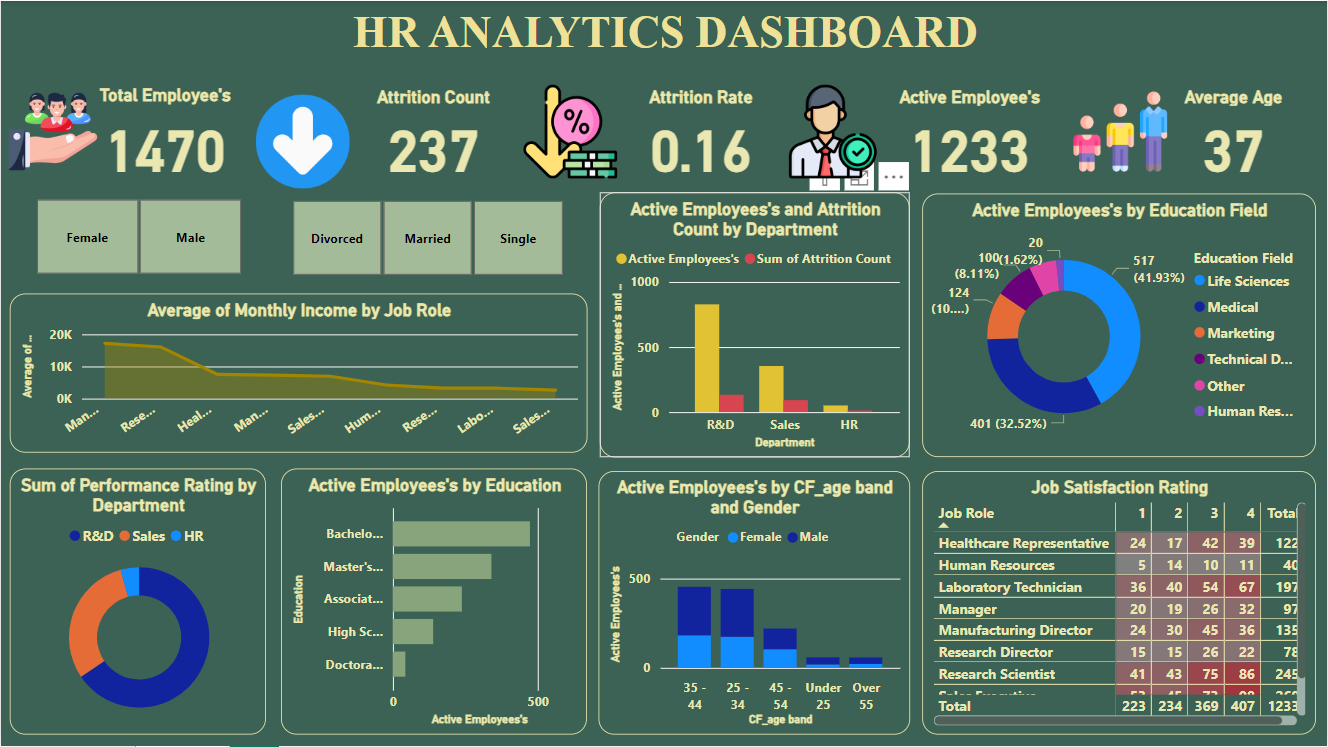 HR ANALYTICS DASHBOARD
Total Employee's
1470
Attrition Count
237
%
Attrition Rate
0.16
Active Employee's
1233
Average Age
37
Female
Male
Divorced
Married
Single
Average of Monthly Income by Job Role
Average of ...
20K
10K
0K
Man...
Rese...
Heal...
Man...
Sales...
Hum...
Rese...
Labo...
Sales...
Active Employees's and Attrition
Count by Department
Active Employees's
Sum of Attrition Count
Active Employees's and ...
1000
500
0
R&D
Sales
HR
Department
Active Employees's by Education Field
20
(1.62%)
100
(8.11%)
124
(10....)
517
(41.93%)
401 (32.52%)
Education Field
Life Sciences
Medical
Marketing
Technical D...
Other
Human Res...
Sum of Performance Rating by
Department
R&D
Sales
HR
Active Employees's by Education
Education
Bachelo...
Master's...
Associat...
High Sc...
Doctora...
0
500
Active Employees's
Active Employees's by CF_age band
and Gender
Gender
Female
Male
Active Employees's
500
0
35 -
44
25 -
34
45 -
54
Under
25
Over
55
CF_age band
Job Satisfaction Rating
Job Role 1 2 3 4 Total
Healthcare Representative 24 17 42 39 122
Human Resources 5 14 10 11 40
Laboratory Technician 36 40 54 67 197
Manager 20 19 26 32 97
Manufacturing Director 24 30 45 36 135
Research Director 15 15 26 22 78
Research Scientist 41 43 75 86 245
Total 223 234 369 407 1233